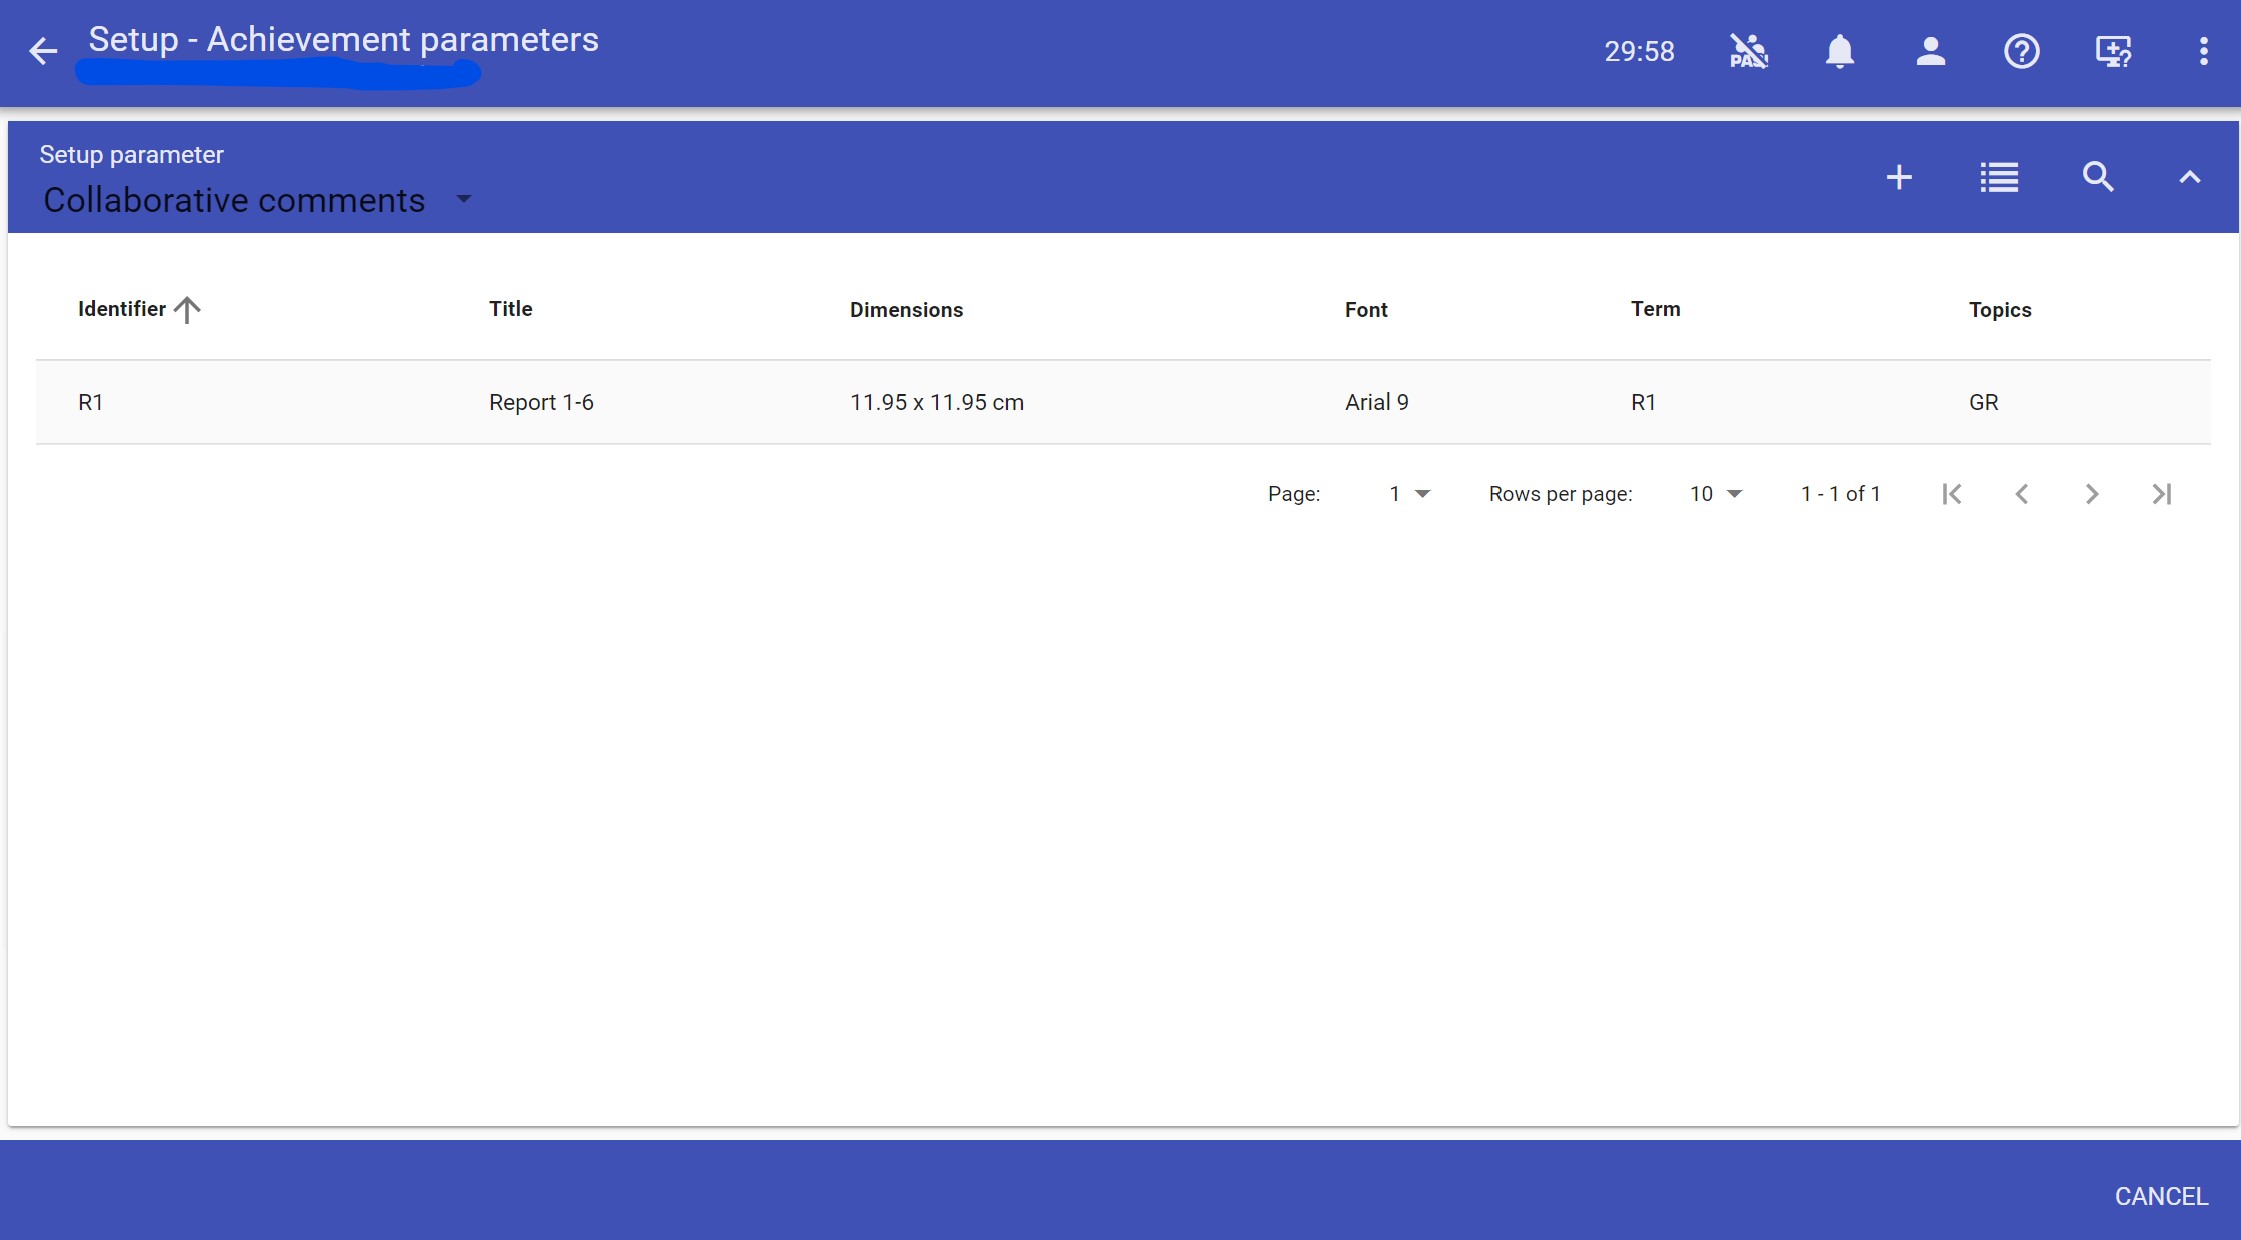 Setup - Achievement parameters
29:58
PAS!
Setup parameter
Collaborative comments
Identifier Title Dimensions Font Term Topics
R1 Report 1-6 11.95 x 11.95 cm Arial 9 R1 GR
Page: 1 Rows per page: 10 1 - 1 of 1
CANCEL